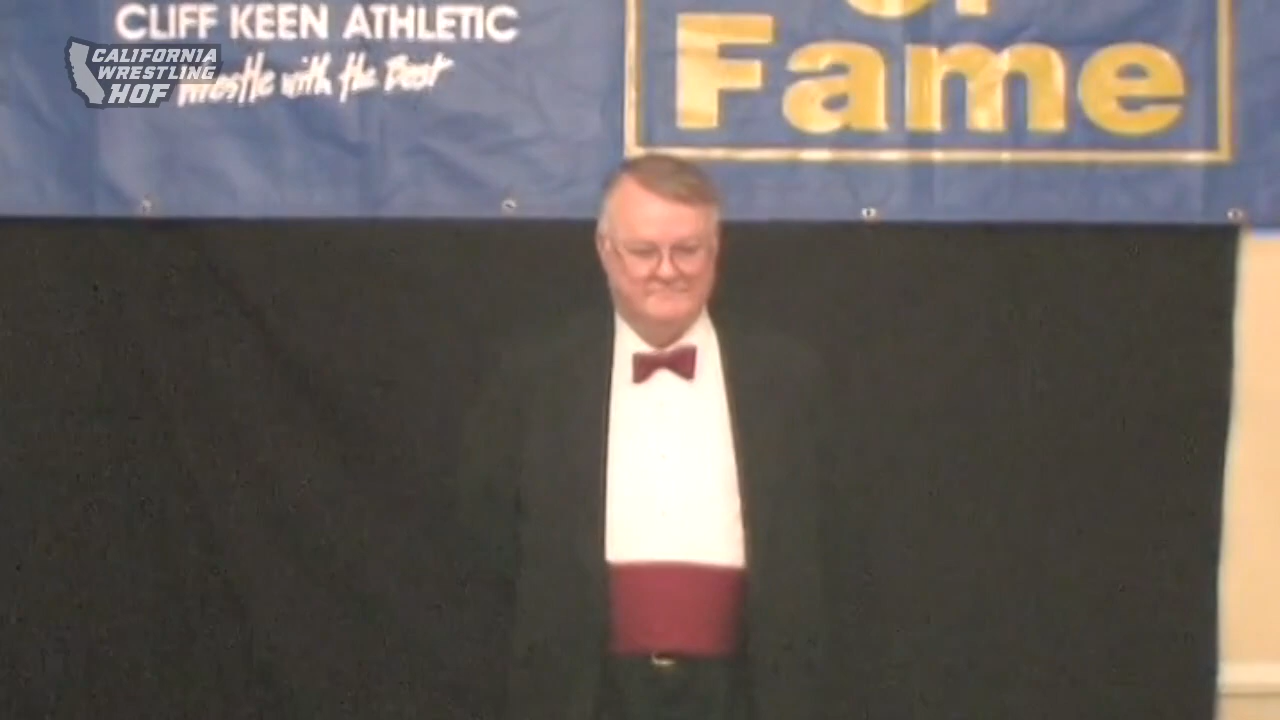 CLIFF KEEN ATHLETIC
Wrestle with the Best
CALIFORNIA
WRESTLING
HOF
Fame